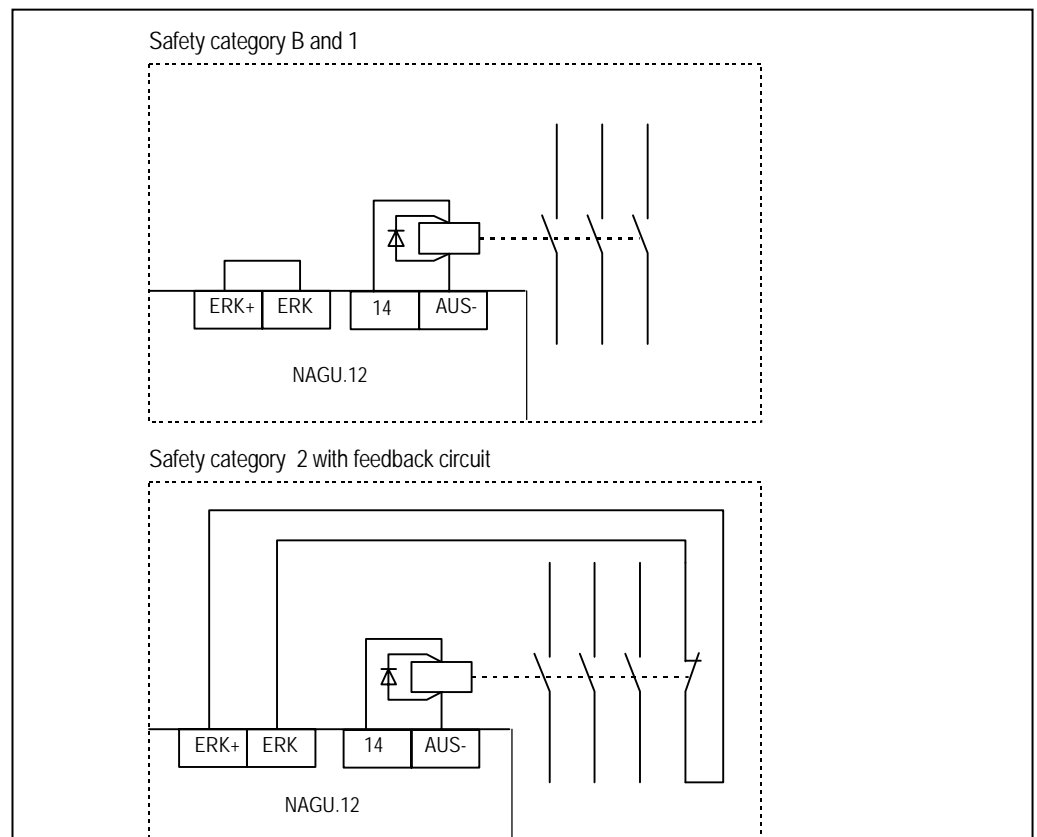 Safety category B and 1
ERK+ ERK 14 AUS-
NAGU.12
Safety category 2 with feedback circuit
ERK+ ERK 14 AUS-
NAGU.12